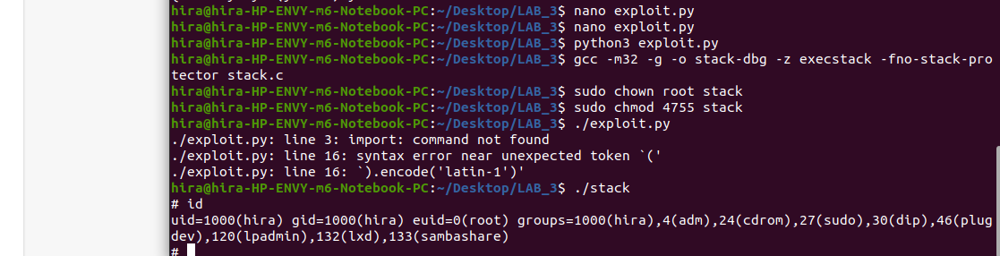 hira@hira-HP-ENVY-m6-Notebook-PC:~/Desktop/LAB_3$ nano exploit.py
hira@hira-HP-ENVY-m6-Notebook-PC:~/Desktop/LAB_3$ nano exploit.py
hira@hira-HP-ENVY-m6-Notebook-PC:~/Desktop/LAB_3$ python3 exploit.py
hira@hira-HP-ENVY-m6-Notebook-PC:~/Desktop/LAB_3$ gcc -m32 -g -o stack-dbg -z execstack -fno-stack-pro
tector stack.c
hira@hira-HP-ENVY-m6-Notebook-PC:~/Desktop/LAB_3$ sudo chown root stack
hira@hira-HP-ENVY-m6-Notebook-PC:~/Desktop/LAB_3$ sudo chmod 4755 stack
hira@hira-HP-ENVY-m6-Notebook-PC:~/Desktop/LAB_3$ ./exploit.py
./exploit.py: line 3: import: command not found
./exploit.py: line 16: syntax error near unexpected token `('
./exploit.py: line 16: `).encode('latin-1')'
hira@hira-HP-ENVY-m6-Notebook-PC:~/Desktop/LAB_3$ ./stack
# id
uid=1000(hira) gid=1000(hira) euid=0(root) groups=1000(hira),4(adm),24(cdrom),27(sudo),30(dip),46(plug
dev),120(lpadmin),132(lxd),133(sambashare)
#